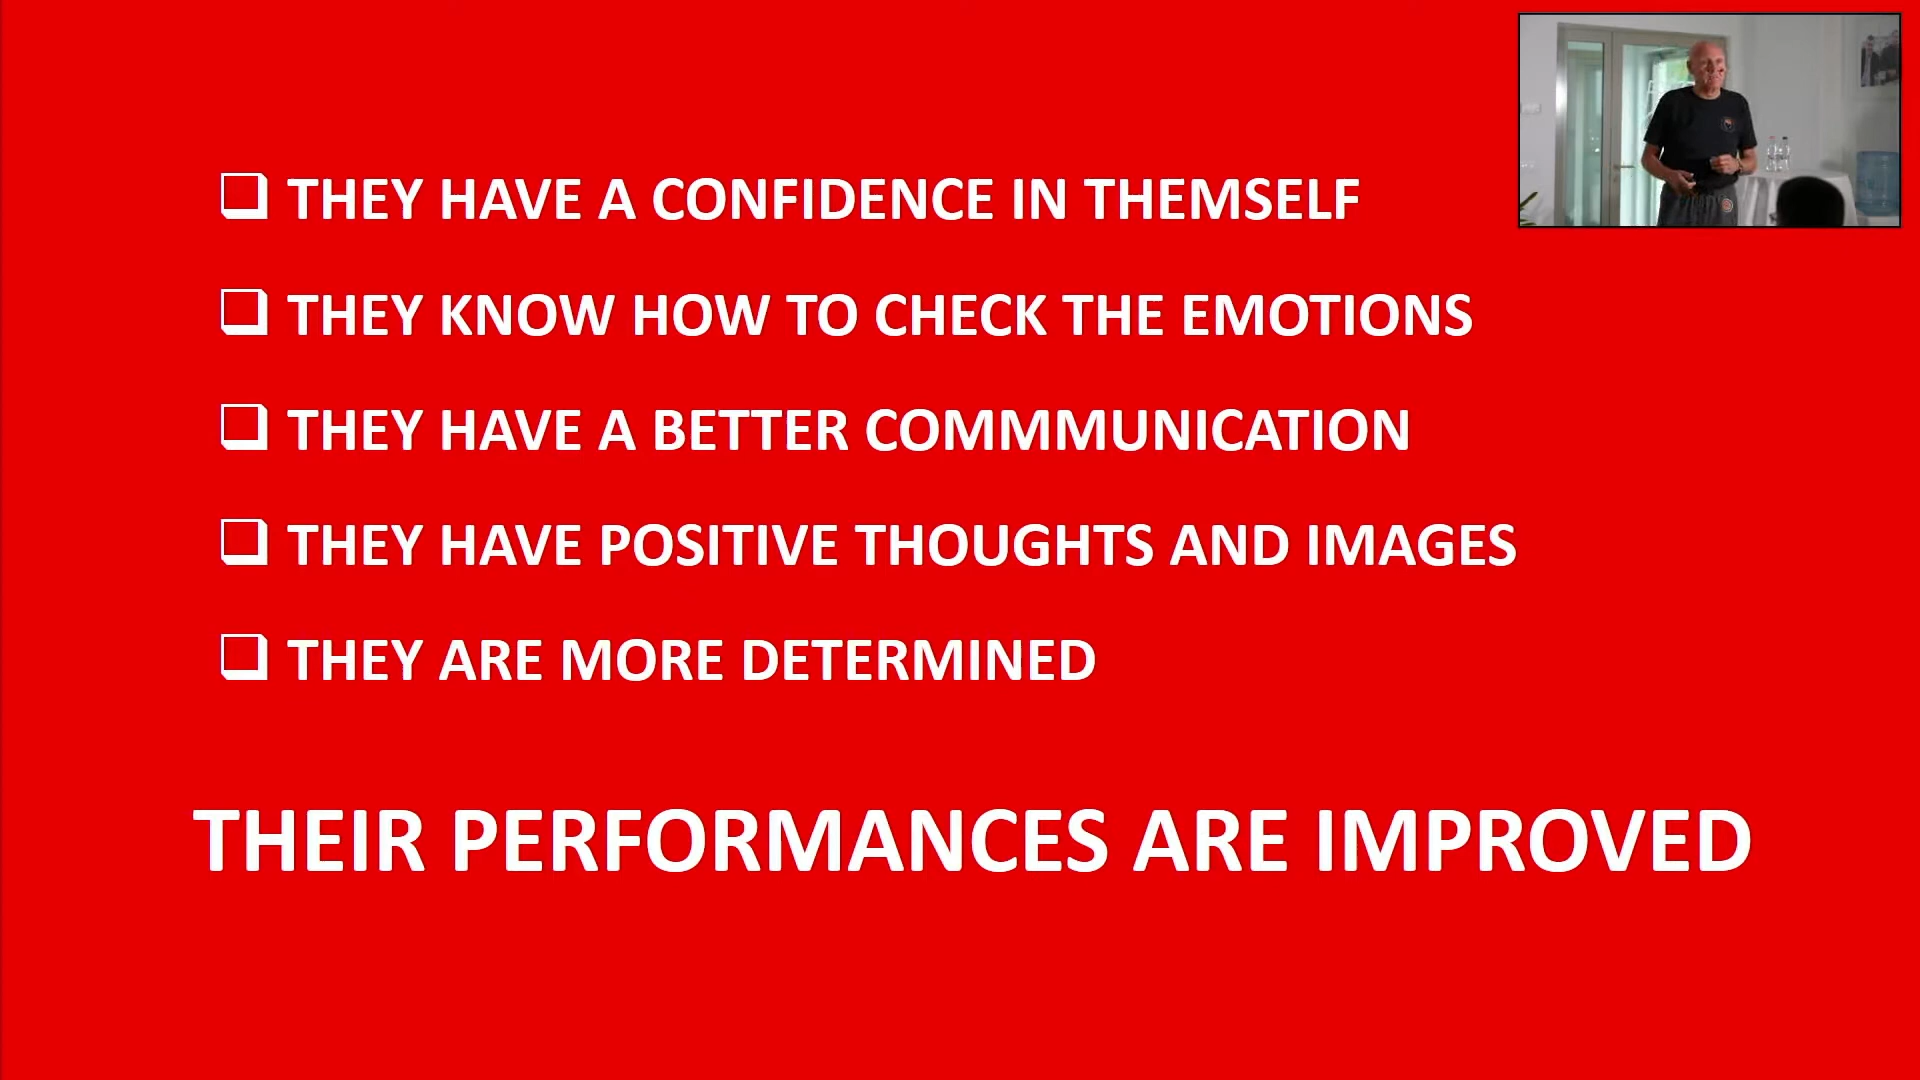 THEY HAVE A CONFIDENCE IN THEMSELF
THEY KNOW HOW TO CHECK THE EMOTIONS
THEY HAVE A BETTER COMMMUNICATION
THEY HAVE POSITIVE THOUGHTS AND IMAGES
THEY ARE MORE DETERMINED
THEIR PERFORMANCES ARE IMPROVED